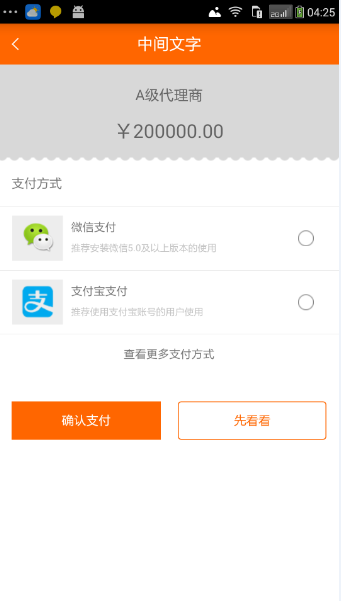 04:25
中间文字
A级代理商
￥200000.00
支付方式
微信支付
推荐安装微信5.0及以上版本的使用
支付宝支付
推荐使用支付宝账号的用户使用
查看更多支付方式
确认支付
先看看